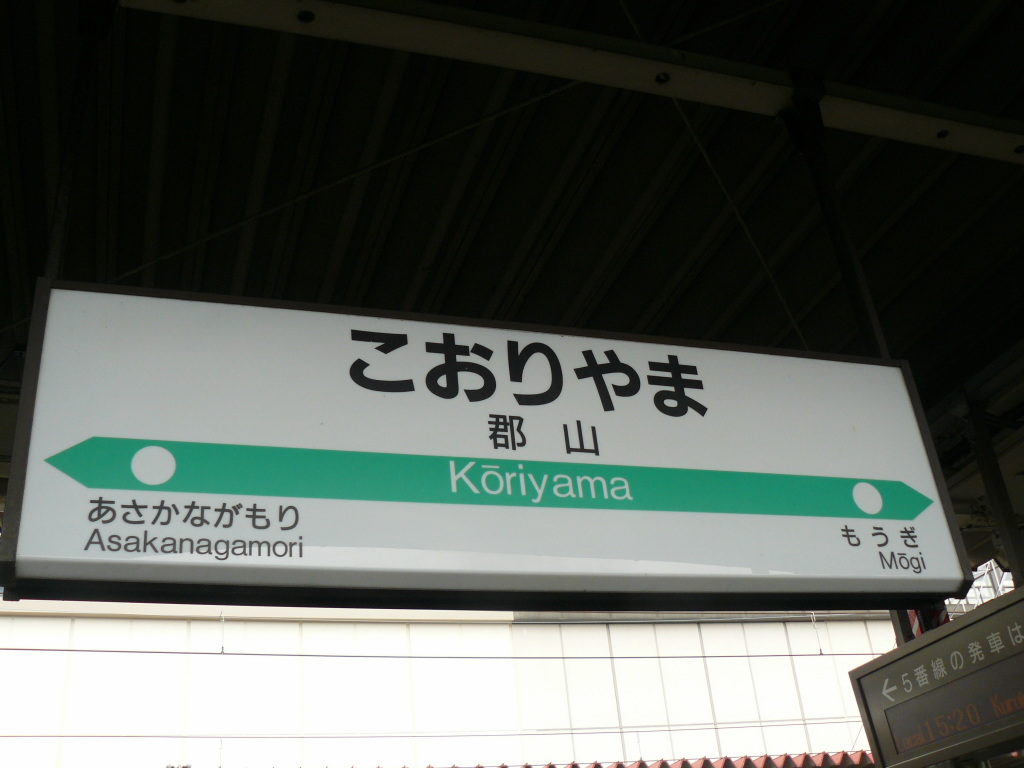 こおりやま
郡山
Kōriyama
あさかながもり
Asakanagamori
もうぎ
Mōgi
←5番線の発車は
Local 15:20